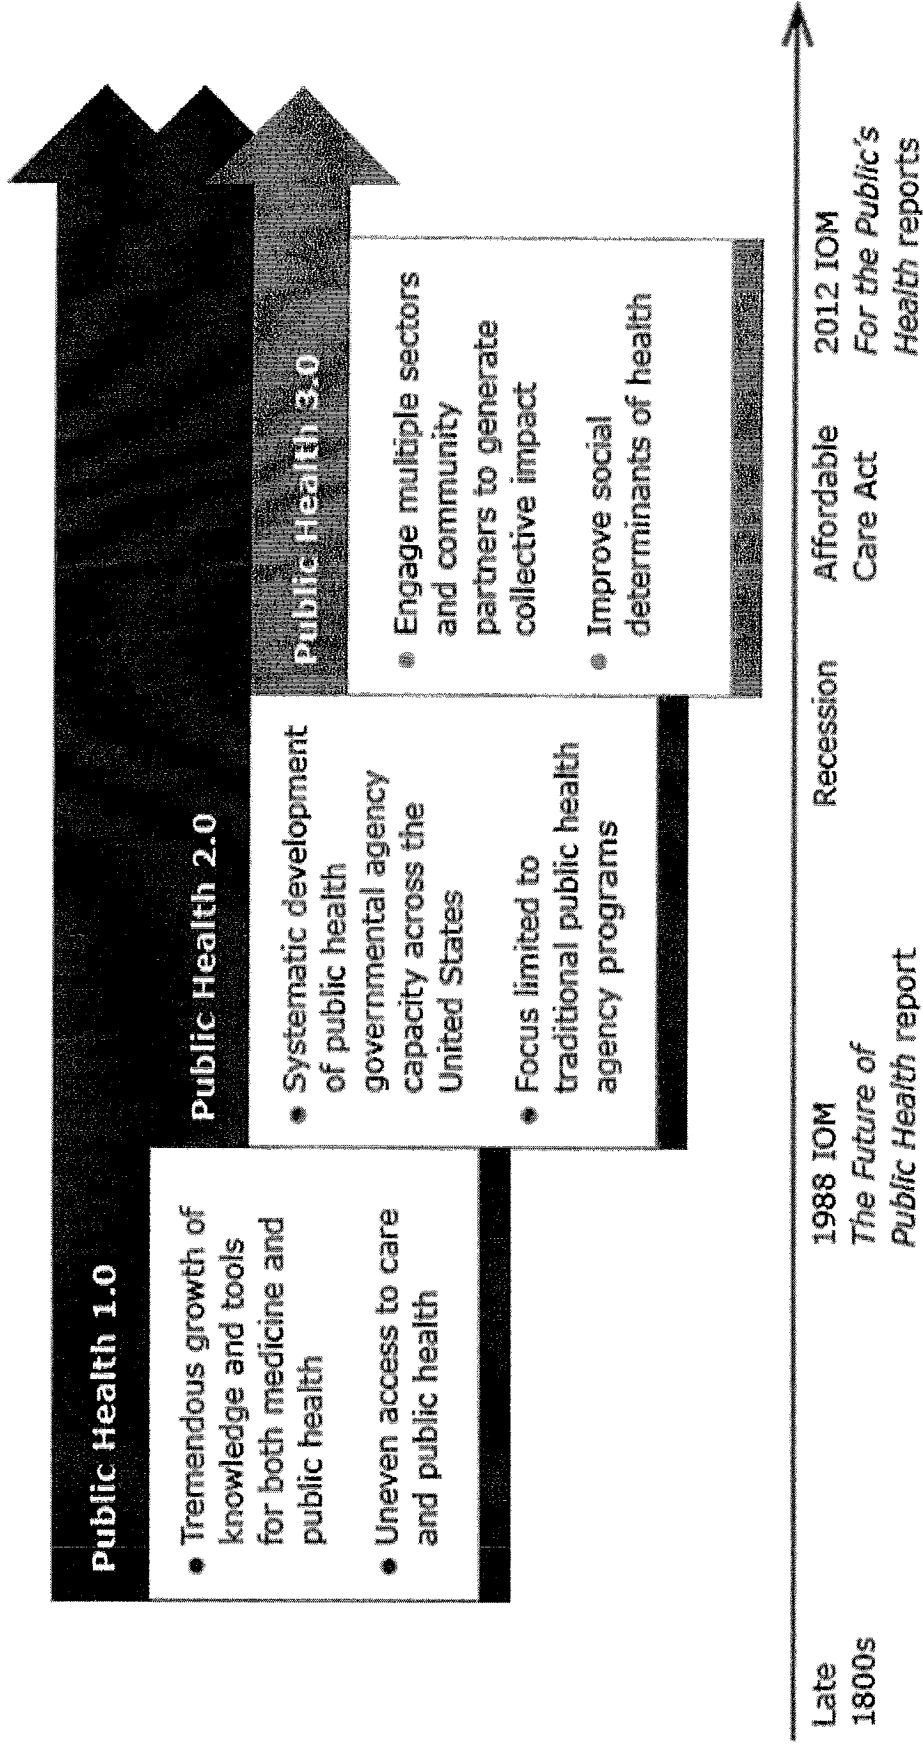 Public Health 1.0
• Tremendous growth of
knowledge and tools
for both medicine and
public health
• Uneven access to care
and public health
Public Health 2.0
• Systematic development
of public health
governmental agency
capacity across the
United States
• Focus limited to
traditional public health
agency programs
Public Health 3.0
• Engage multiple sectors
and community
partners to generate
collective impact
• Improve social
determinants of health
Late
1800s
1988 IOM
The Future of
Public Health report
Recession
Affordable
Care Act
2012 IOM
For the Public's
Health reports